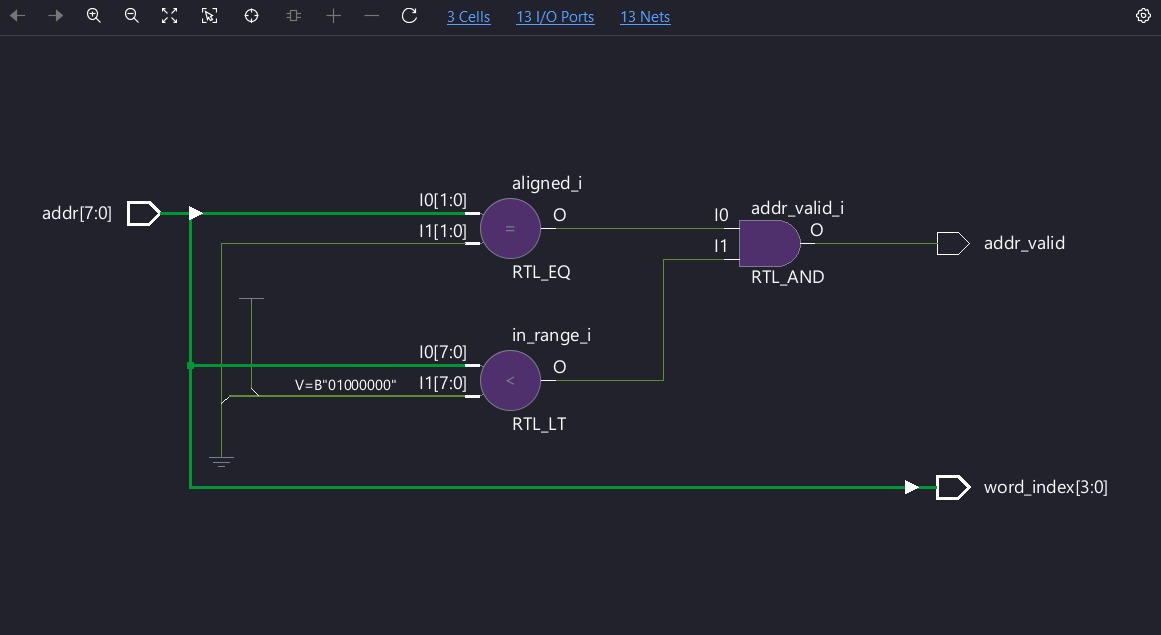 3 Cells 13 I/O Ports 13 Nets
aligned_i
addr[7:0]
I0[1:0]
O
I1[1:0]
=
RTL_EQ
addr_valid_i
I0
O
I1
RTL_AND
addr_valid
in_range_i
I0[7:0]
O
V=B"01000000"
I1[7:0]
<
RTL_LT
word_index[3:0]